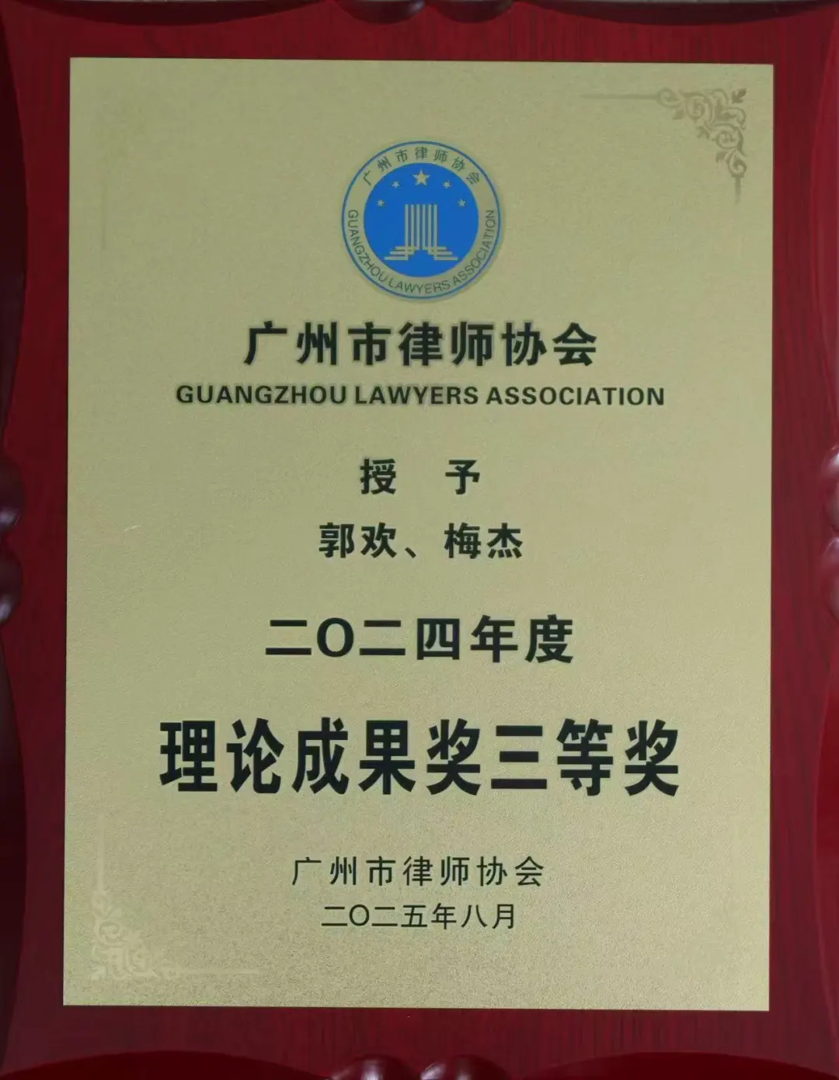 广州市律师协会
GUANGZHOU LAWYERS ASSOCIATION
广州市律师协会
GUANGZHOU LAWYERS ASSOCIATION
授 予
郭欢、梅杰
二〇二四年度
理论成果奖三等奖
广州市律师协会
二〇二五年八月